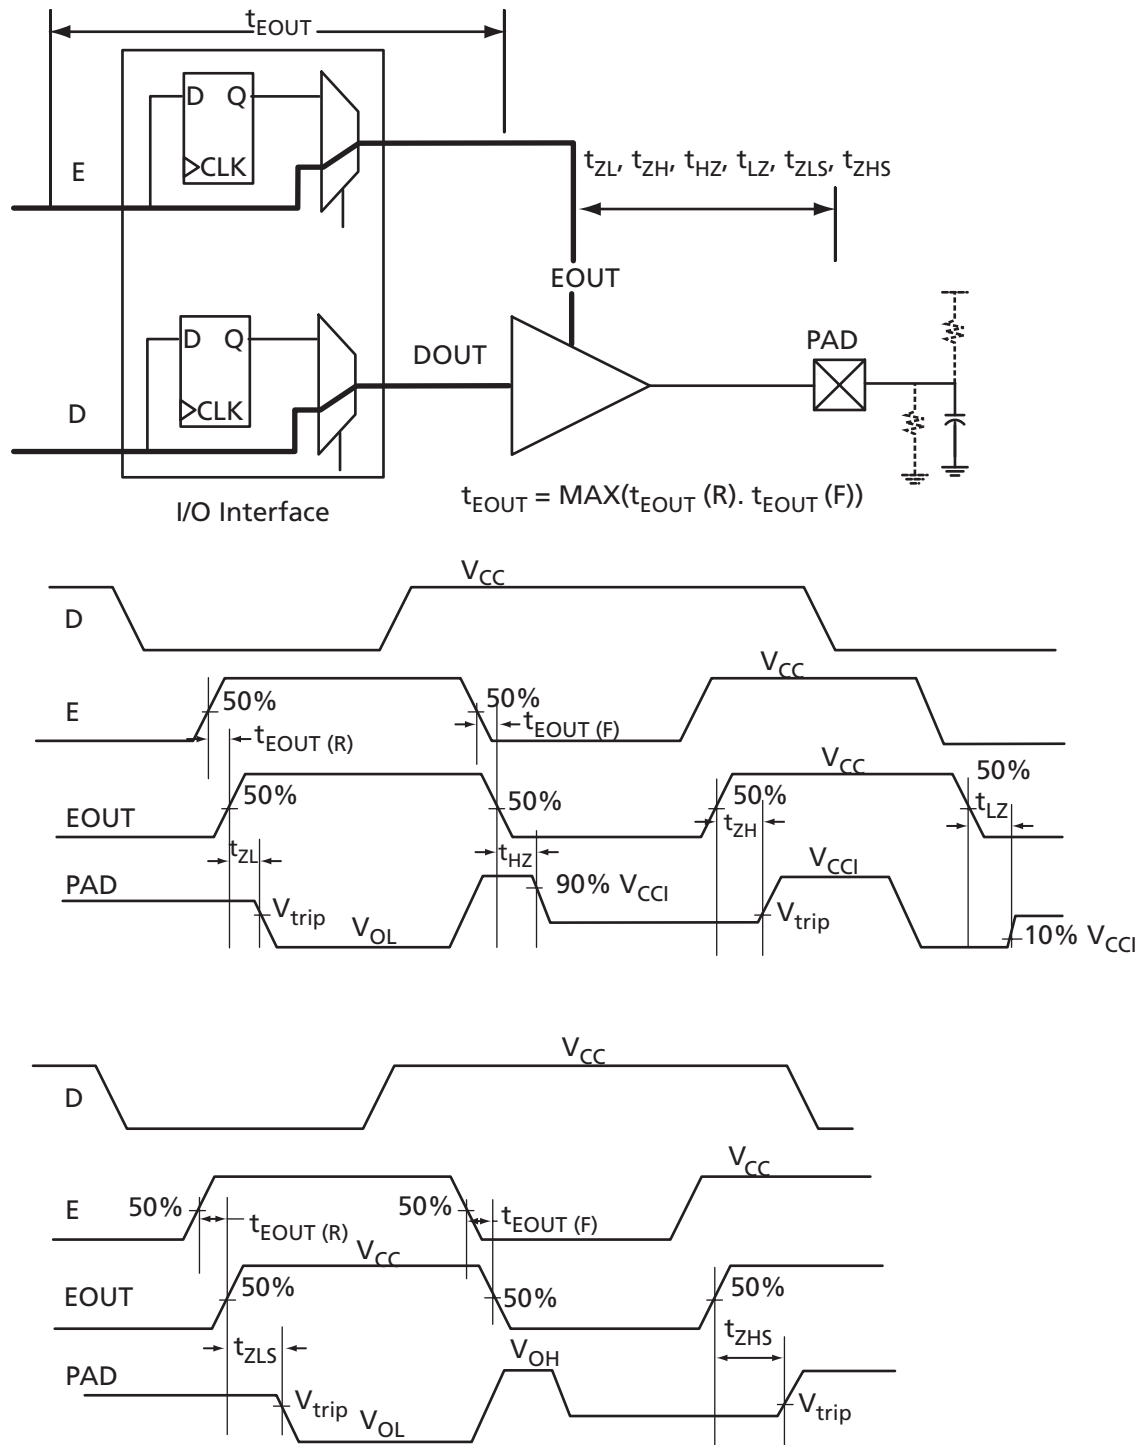 tEOUT
D Q
CLK
E
tZL, tZH, tHZ, tLZ, tZLS, tZHS
EOUT
D Q
CLK
DOUT
PAD
D
I/O Interface
tEOUT = MAX(tEOUT (R). tEOUT (F))
VCC
D
VCC
E
50%
50%
tEOUT (R)
tEOUT (F)
VCC
50%
EOUT
50%
50%
50%
tLZ
tZL
tHZ
tZH
PAD
VCCI
90% VCCI
Vtrip
Vtrip
VOL
10% VCCI
VCC
D
VCC
E
50%
50%
tEOUT (R)
tEOUT (F)
VCC
EOUT
50%
50%
50%
tZLS
VOH
tZHS
PAD
Vtrip
Vtrip
VOL